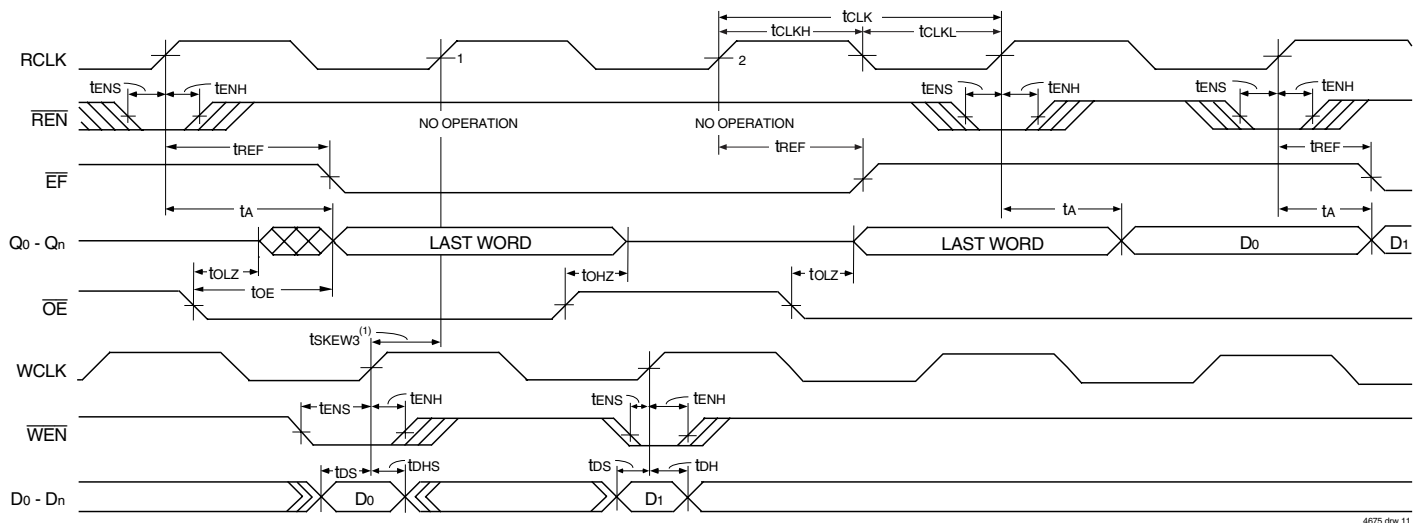 tCLK
tCLKH tCLKL
RCLK 1 2
tENS tENH tENS tENH tENS tENH
REN
NO OPERATION NO OPERATION
tREF tREF tREF
EF
tA tA tA
Q0 - Qn LAST WORD LAST WORD D0 D1
tOLZ tOHZ tOLZ
tOE
OE
tSKEW3(1)
WCLK
tENS tENH tENS tENH
WEN
tDS tDHS tDS tDH
D0 - Dn D0 D1
4675 drw 11